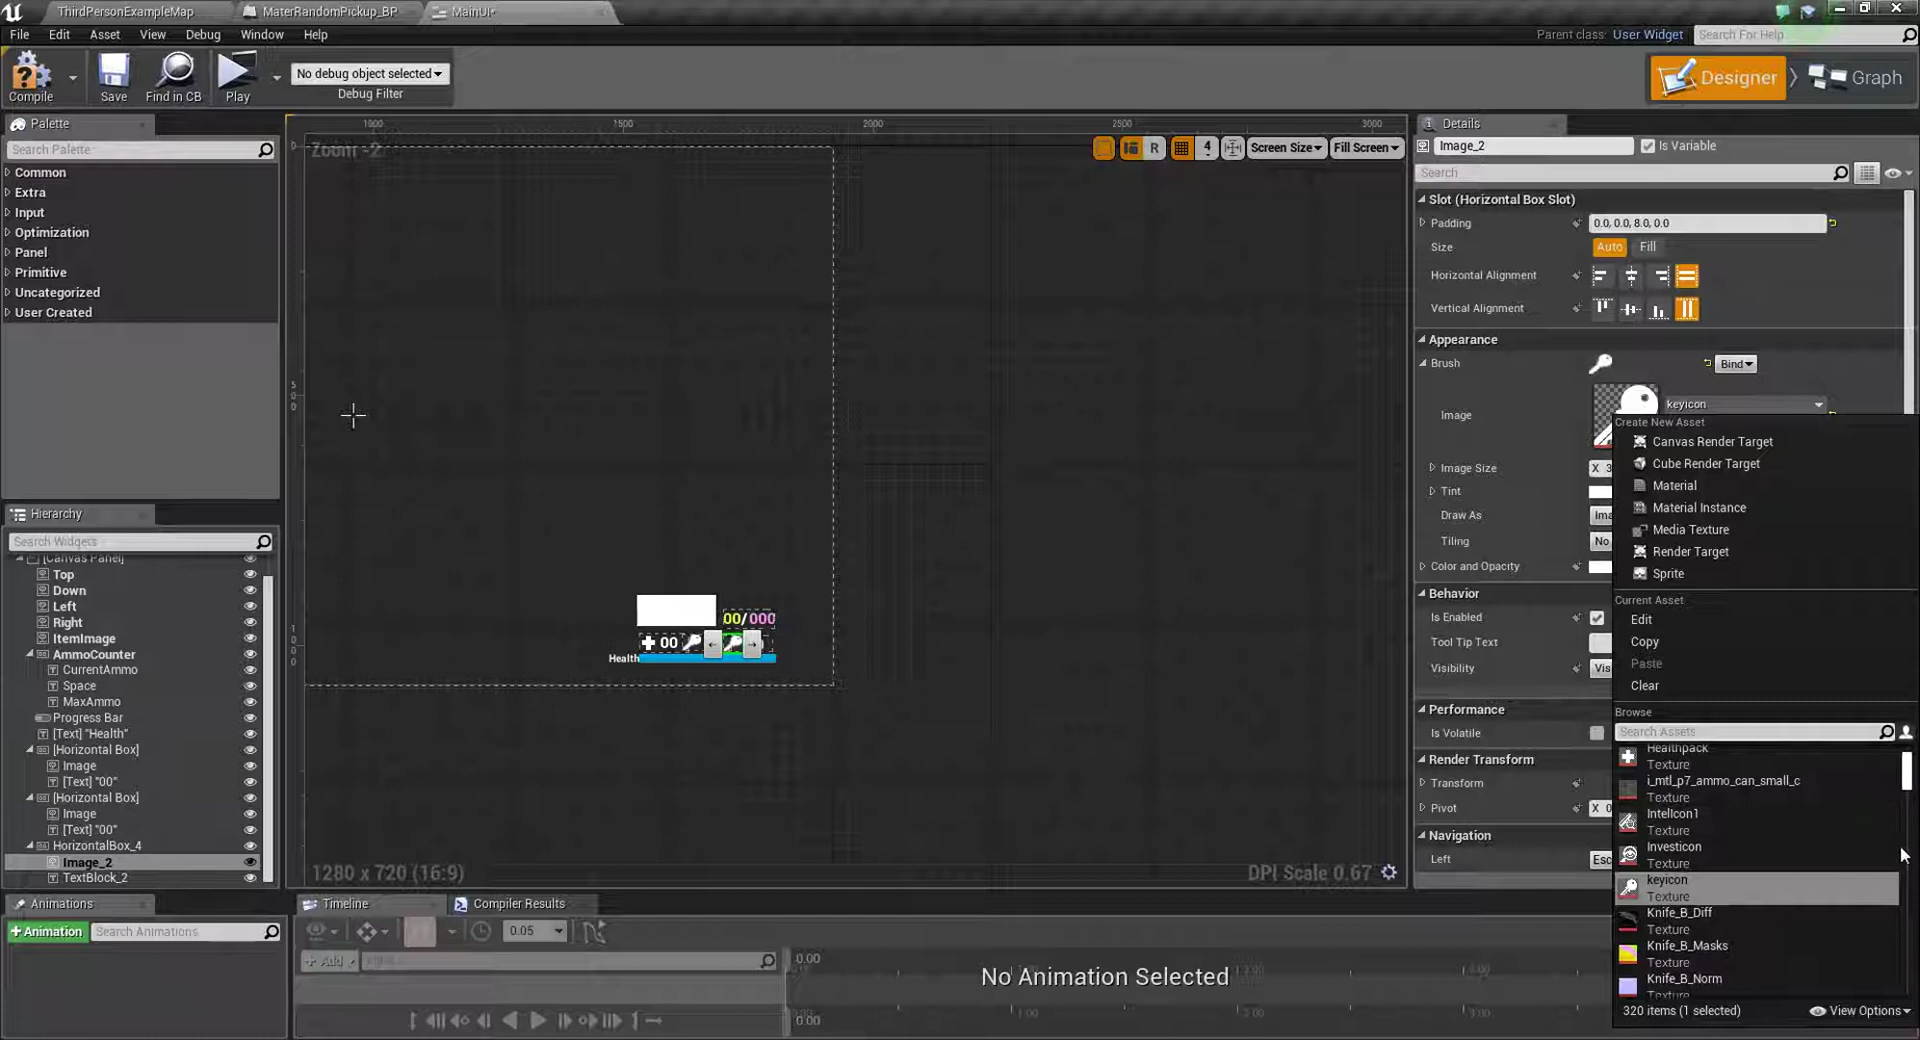 ThirdPersonExampleMap
MaterRandomPickup_BP
MainUI*
File Edit Asset View Debug Window Help
Parent class: User Widget
Search For Help
Compile
Save
Find in CB
Play
No debug object selected
Debug Filter
Designer
Graph
Palette
Search Palette
Common
Extra
Input
Optimization
Panel
Primitive
Uncategorized
User Created
Hierarchy
Search Widgets
[Canvas Panel]
Top
Down
Left
Right
ItemImage
AmmoCounter
CurrentAmmo
Space
MaxAmmo
Progress Bar
[Text] "Health"
[Horizontal Box]
Image
[Text] "00"
[Horizontal Box]
Image
[Text] "00"
HorizontalBox_4
Image_2
TextBlock_2
Animations
+Animation
Search Animations
1500 2000 2500 3000
Zoom -2
R
4
Screen Size
Fill Screen
00/000
00
Health
1280 x 720 (16:9)
DPI Scale 0.67
Timeline
Compiler Results
0.05
+ Add
0.00
No Animation Selected
0.00
Details
Image_2
Is Variable
Search
Slot (Horizontal Box Slot)
Padding
0.0, 0.0, 8.0, 0.0
Size
Auto
Fill
Horizontal Alignment
Vertical Alignment
Appearance
Brush
Bind
Image
keyicon
Image Size
X 3
Tint
Draw As
Ima
Tiling
No
Color and Opacity
Behavior
Is Enabled
Tool Tip Text
Visibility
Vis
Performance
Is Volatile
Render Transform
Transform
Pivot
X 0
Navigation
Left
Esc
Create New Asset
Canvas Render Target
Cube Render Target
Material
Material Instance
Media Texture
Render Target
Sprite
Current Asset
Edit
Copy
Paste
Clear
Browse
Search Assets
Healthpack
Texture
i_mtl_p7_ammo_can_small_c
Texture
IntelIcon1
Texture
Investicon
Texture
keyicon
Texture
Knife_B_Diff
Texture
Knife_B_Masks
Texture
Knife_B_Norm
Texture
320 items (1 selected)
View Options